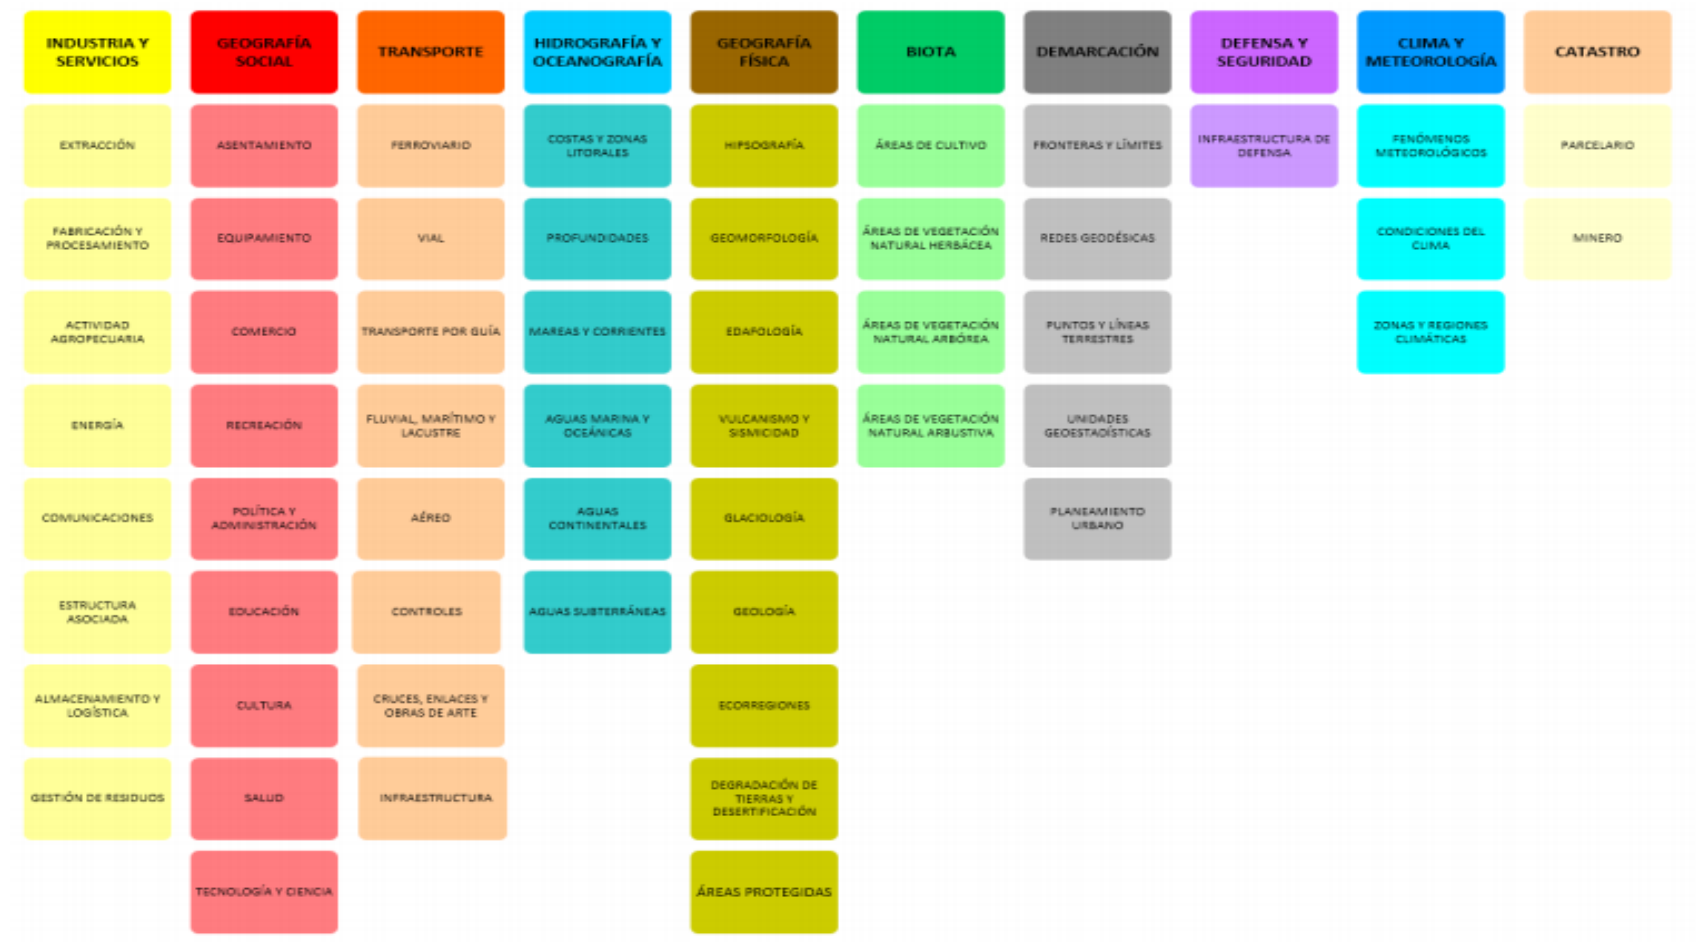 INDUSTRIA Y
SERVICIOS
EXTRACCIÓN
FABRICACIÓN Y
PROCESAMIENTO
ACTIVIDAD
AGROPECUARIA
ENERGÍA
COMUNICACIONES
ESTRUCTURA
ASOCIADA
ALMACENAMIENTO Y
LOGÍSTICA
GESTIÓN DE RESIDUOS
GEOGRAFÍA
SOCIAL
ASENTAMIENTO
EQUIPAMIENTO
COMERCIO
RECREACIÓN
POLÍTICA Y
ADMINISTRACIÓN
EDUCACIÓN
CULTURA
SALUD
TECNOLOGÍA Y CIENCIA
TRANSPORTE
FERROVIARIO
VIAL
TRANSPORTE POR GUÍA
FLUVIAL, MARÍTIMO Y
LACUSTRE
AÉREO
CONTROLES
CRUCES, ENLACES Y
OBRAS DE ARTE
INFRAESTRUCTURA
HIDROGRAFÍA Y
OCEANOGRAFÍA
COSTAS Y ZONAS
LITORALES
PROFUNDIDADES
MAREAS Y CORRIENTES
AGUAS MARINA Y
OCEÁNICAS
AGUAS
CONTINENTALES
AGUAS SUBTERRÁNEAS
GEOGRAFÍA
FÍSICA
HIPSOGRAFÍA
GEOMORFOLOGÍA
EDAFOLOGÍA
VULCANISMO Y
SISMICIDAD
GLACIOLOGÍA
GEOLOGÍA
ECORREGIONES
DEGRADACIÓN DE
TIERRAS Y
DESERTIFICACIÓN
ÁREAS PROTEGIDAS
BIOTA
ÁREAS DE CULTIVO
ÁREAS DE VEGETACIÓN
NATURAL HERBÁCEA
ÁREAS DE VEGETACIÓN
NATURAL ARBÓREA
ÁREAS DE VEGETACIÓN
NATURAL ARBUSTIVA
DEMARCACIÓN
FRONTERAS Y LÍMITES
REDES GEODÉSICAS
PUNTOS Y LÍNEAS
TERRESTRES
UNIDADES
GEOESTADÍSTICAS
PLANEAMIENTO
URBANO
DEFENSA Y
SEGURIDAD
INFRAESTRUCTURA DE
DEFENSA
CLIMA Y
METEOROLOGÍA
FENÓMENOS
METEOROLÓGICOS
CONDICIONES DEL
CLIMA
ZONAS Y REGIONES
CLIMÁTICAS
CATASTRO
PARCELARIO
MINERO